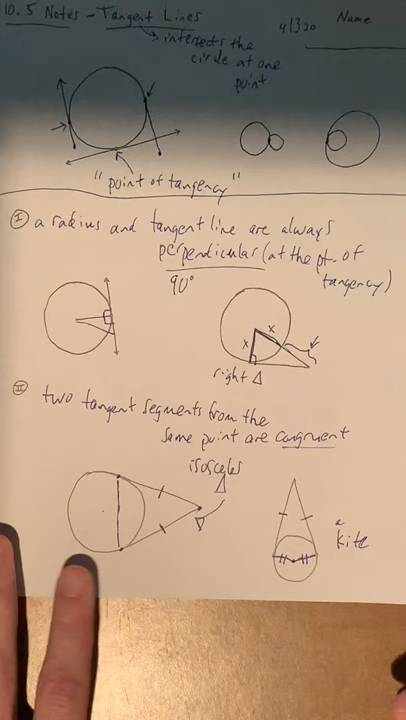 10.5 Notes - Tangent Lines
intersects the
circle at one
point
4/3 20
Name
"point of tangency"
I a radius and tangent line are always
perpendicular (at the pt. of
tangency)
90°
x x
right Δ
II two tangent segments from the
same point are congruent
isosceles
Δ
a
kite